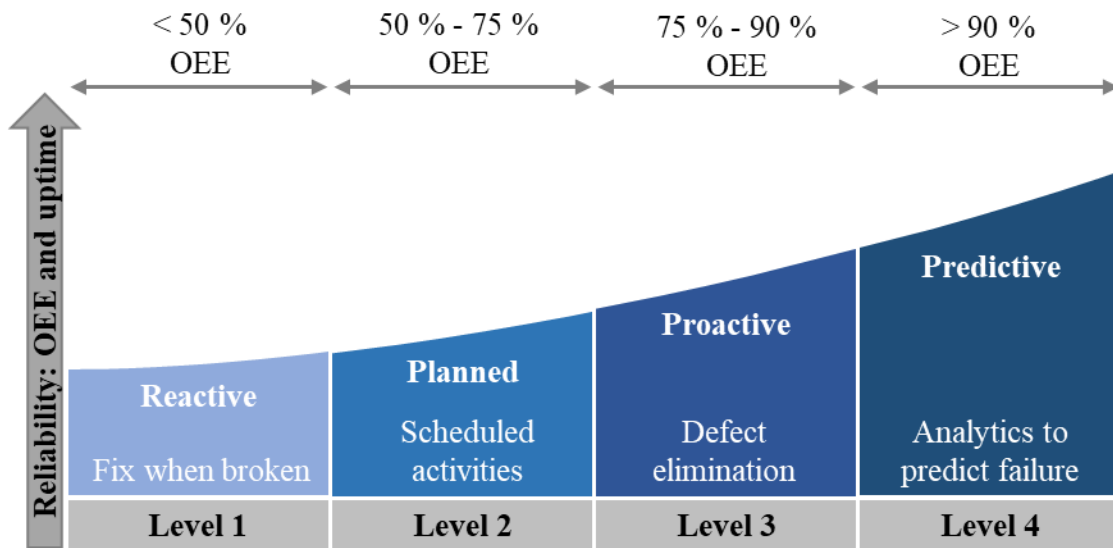 < 50 %
OEE
50 % - 75 %
OEE
75 % - 90 %
OEE
> 90 %
OEE
Reliability: OEE and uptime
Reactive
Fix when broken
Planned
Scheduled
activities
Proactive
Defect
elimination
Predictive
Analytics to
predict failure
Level 1
Level 2
Level 3
Level 4